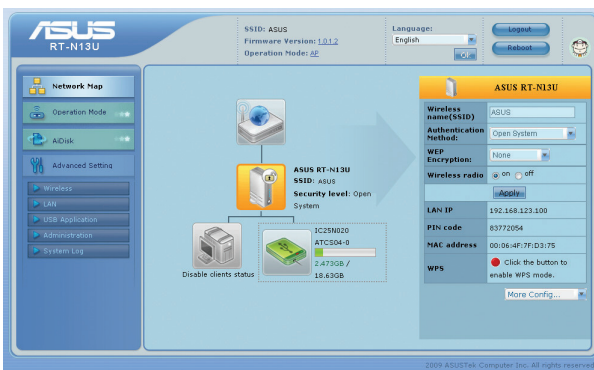 ASUS
RT-N13U
SSID: ASUS
Firmware Version: 1.0.1.2
Operation Mode: AP
Language:
English
Logout
Reboot
Network Map
Operation Mode
AiDisk
Advanced Setting
Wireless
LAN
USB Application
Administration
System Log
ASUS RT-N13U
SSID: ASUS
Security level: Open
System
Disable clients status
IC25N020
ATCS04-0
2.473GB /
18.63GB
ASUS RT-N13U
Wireless
name(SSID)
ASUS
Authentication
Method:
Open System
WEP
Encryption:
None
Wireless radio
on off
Apply
LAN IP
192.168.123.100
PIN code
83772054
MAC address
00:06:4F:7F:D3:75
WPS
Click the button to
enable WPS mode.
More Config...
2009 ASUSTek Computer Inc. All rights reserved